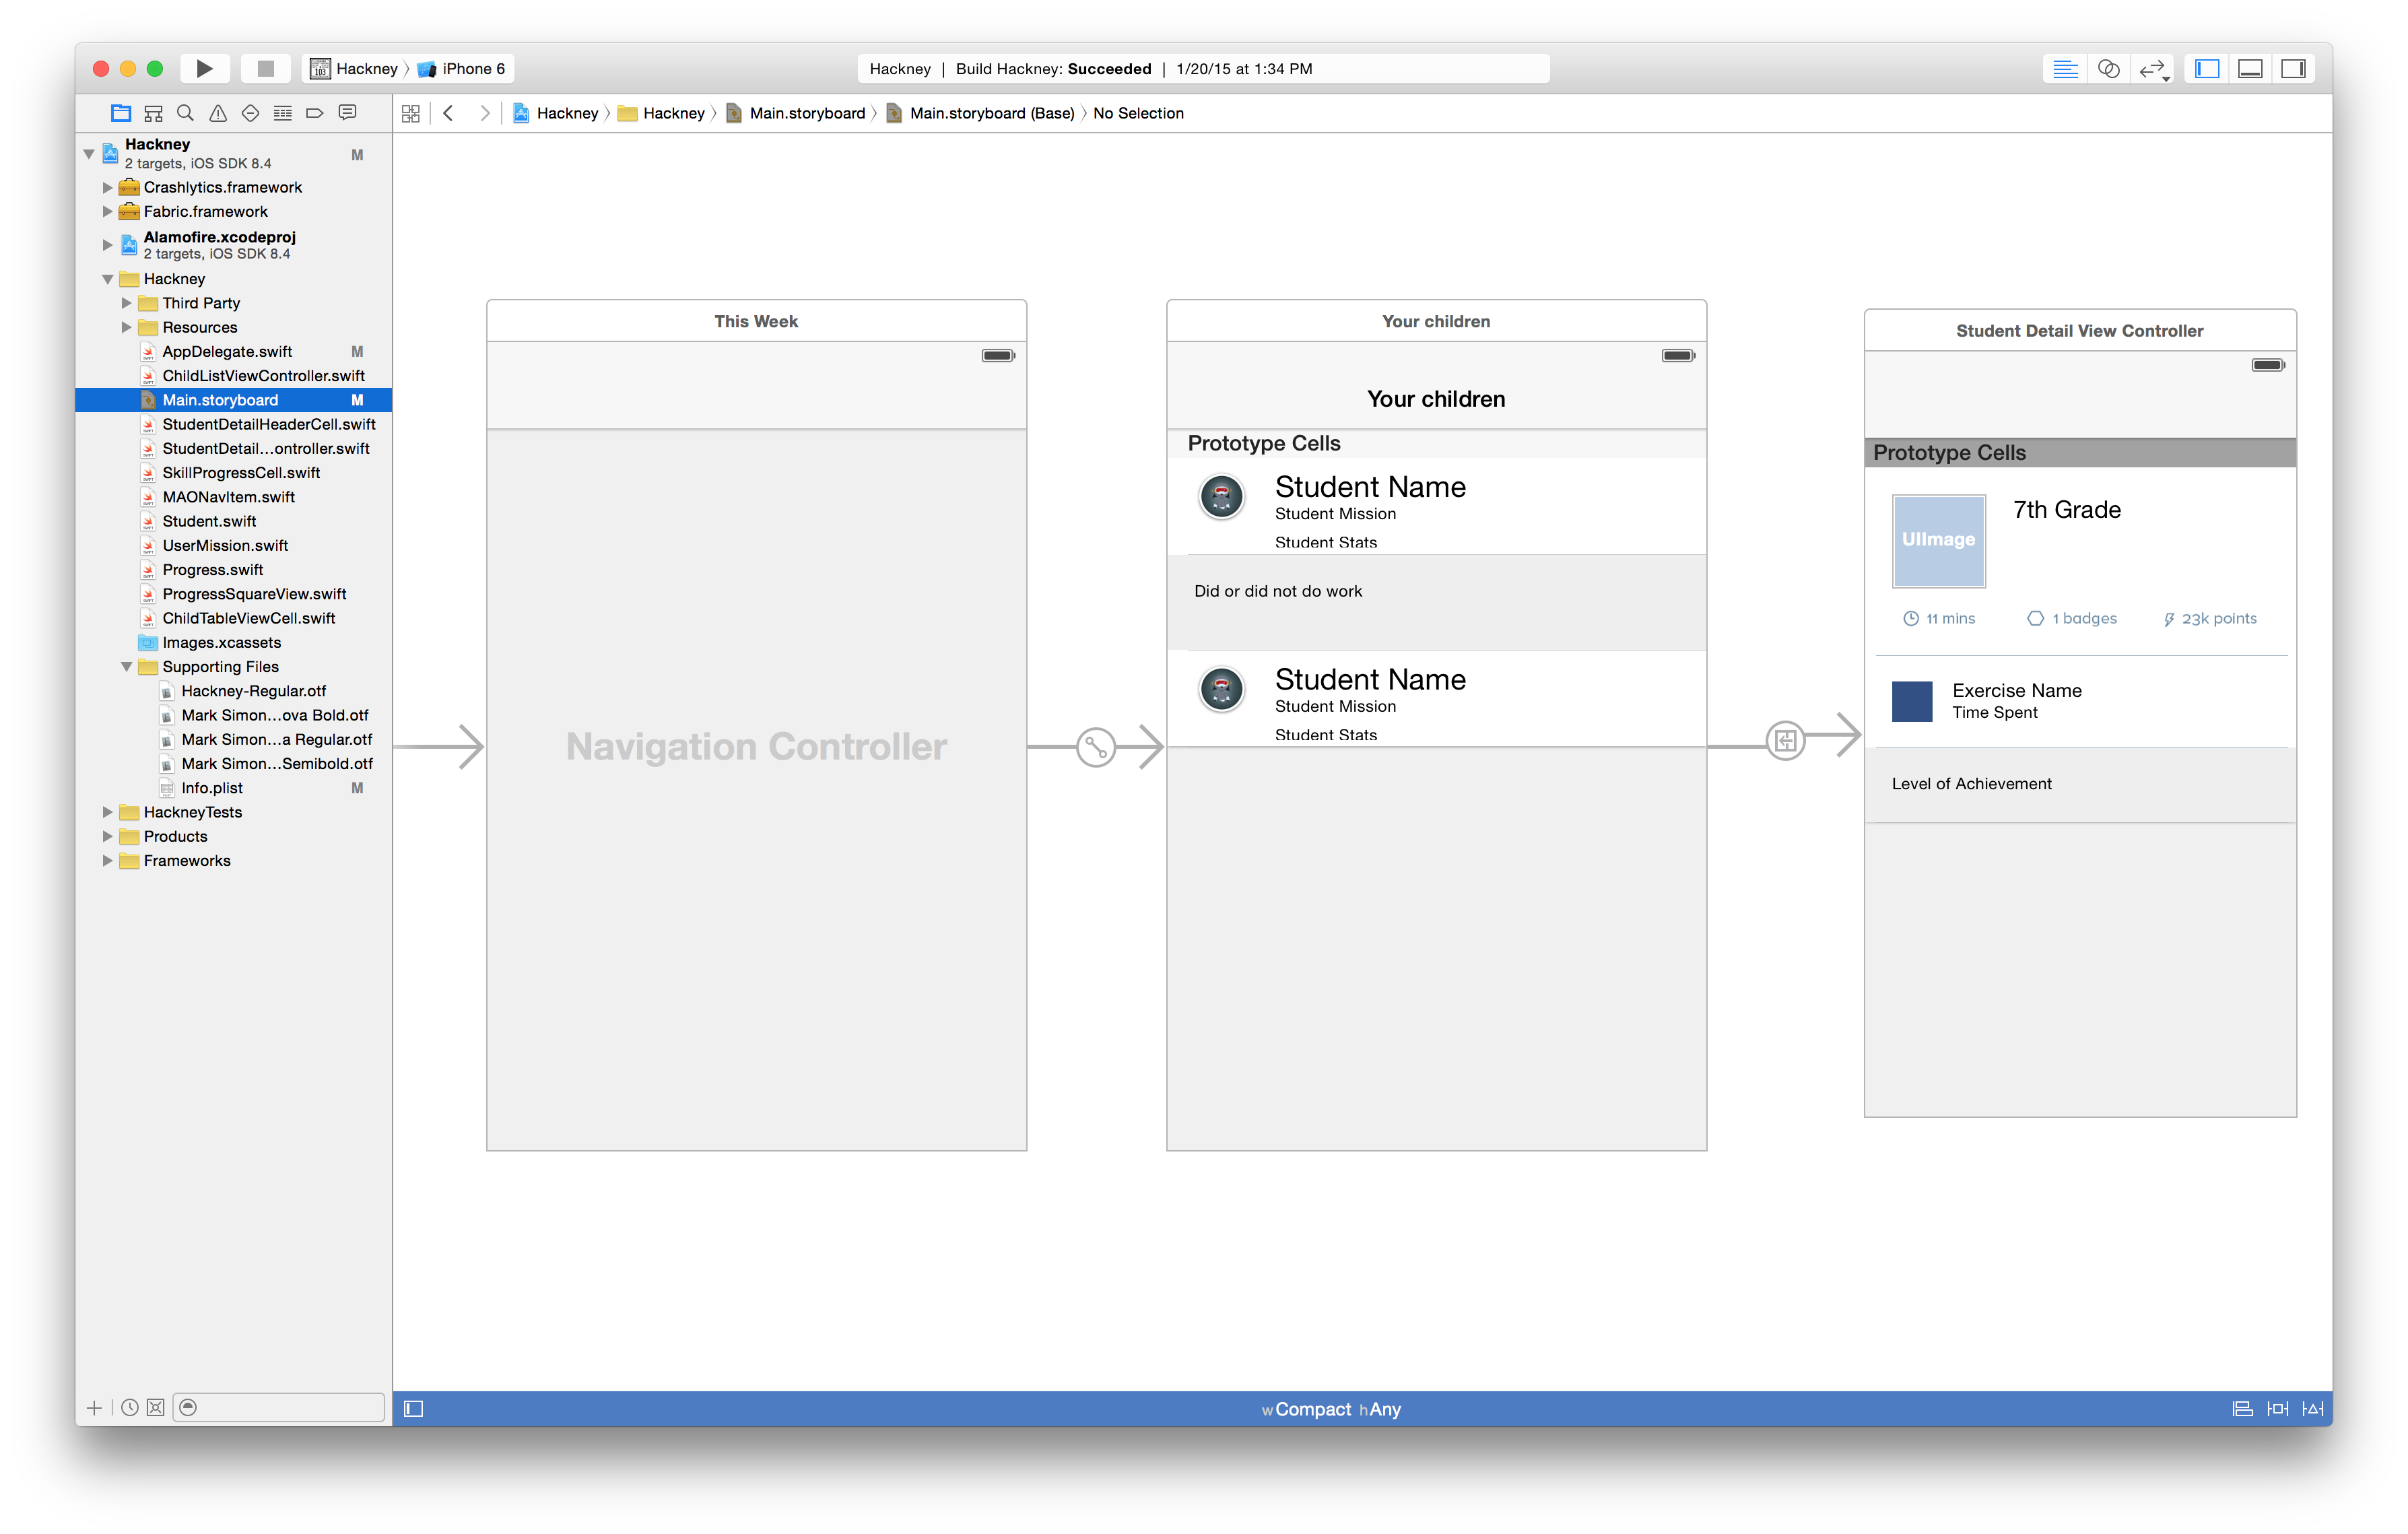 Hackney iPhone 6
Hackney | Build Hackney: Succeeded | 1/20/15 at 1:34 PM
Hackney Hackney Main.storyboard Main.storyboard (Base) No Selection
Hackney M
2 targets, iOS SDK 8.4
Crashlytics.framework
Fabric.framework
Alamofire.xcodeproj
2 targets, iOS SDK 8.4
Hackney
Third Party
Resources
AppDelegate.swift M
ChildListViewController.swift
Main.storyboard M
StudentDetailHeaderCell.swift
StudentDetail…ontroller.swift
SkillProgressCell.swift
MAONavItem.swift
Student.swift
UserMission.swift
Progress.swift
ProgressSquareView.swift
ChildTableViewCell.swift
Images.xcassets
Supporting Files
Hackney-Regular.otf
Mark Simon…ova Bold.otf
Mark Simon…a Regular.otf
Mark Simon…Semibold.otf
Info.plist M
HackneyTests
Products
Frameworks
This Week
Navigation Controller
Your children
Your children
Prototype Cells
Student Name
Student Mission
Student Stats
Did or did not do work
Student Name
Student Mission
Student Stats
Student Detail View Controller
Prototype Cells
UIImage
7th Grade
11 mins 1 badges 23k points
Exercise Name
Time Spent
Level of Achievement
wCompact hAny